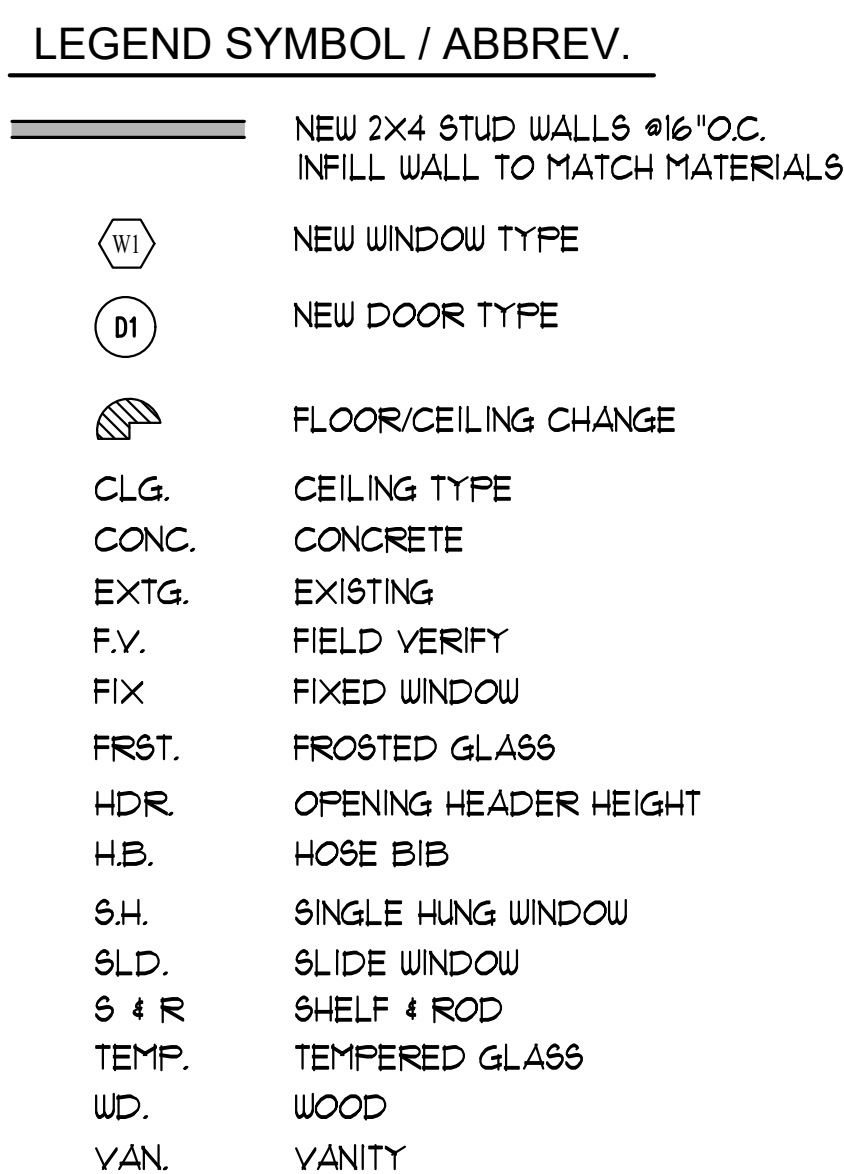 LEGEND SYMBOL / ABBREV.
NEW 2X4 STUD WALLS @16"O.C.
INFILL WALL TO MATCH MATERIALS
W1 NEW WINDOW TYPE
D1 NEW DOOR TYPE
FLOOR/CEILING CHANGE
CLG. CEILING TYPE
CONC. CONCRETE
EXTG. EXISTING
F.V. FIELD VERIFY
FIX FIXED WINDOW
FRST. FROSTED GLASS
HDR. OPENING HEADER HEIGHT
H.B. HOSE BIB
S.H. SINGLE HUNG WINDOW
SLD. SLIDE WINDOW
S & R SHELF & ROD
TEMP. TEMPERED GLASS
WD. WOOD
VAN. VANITY